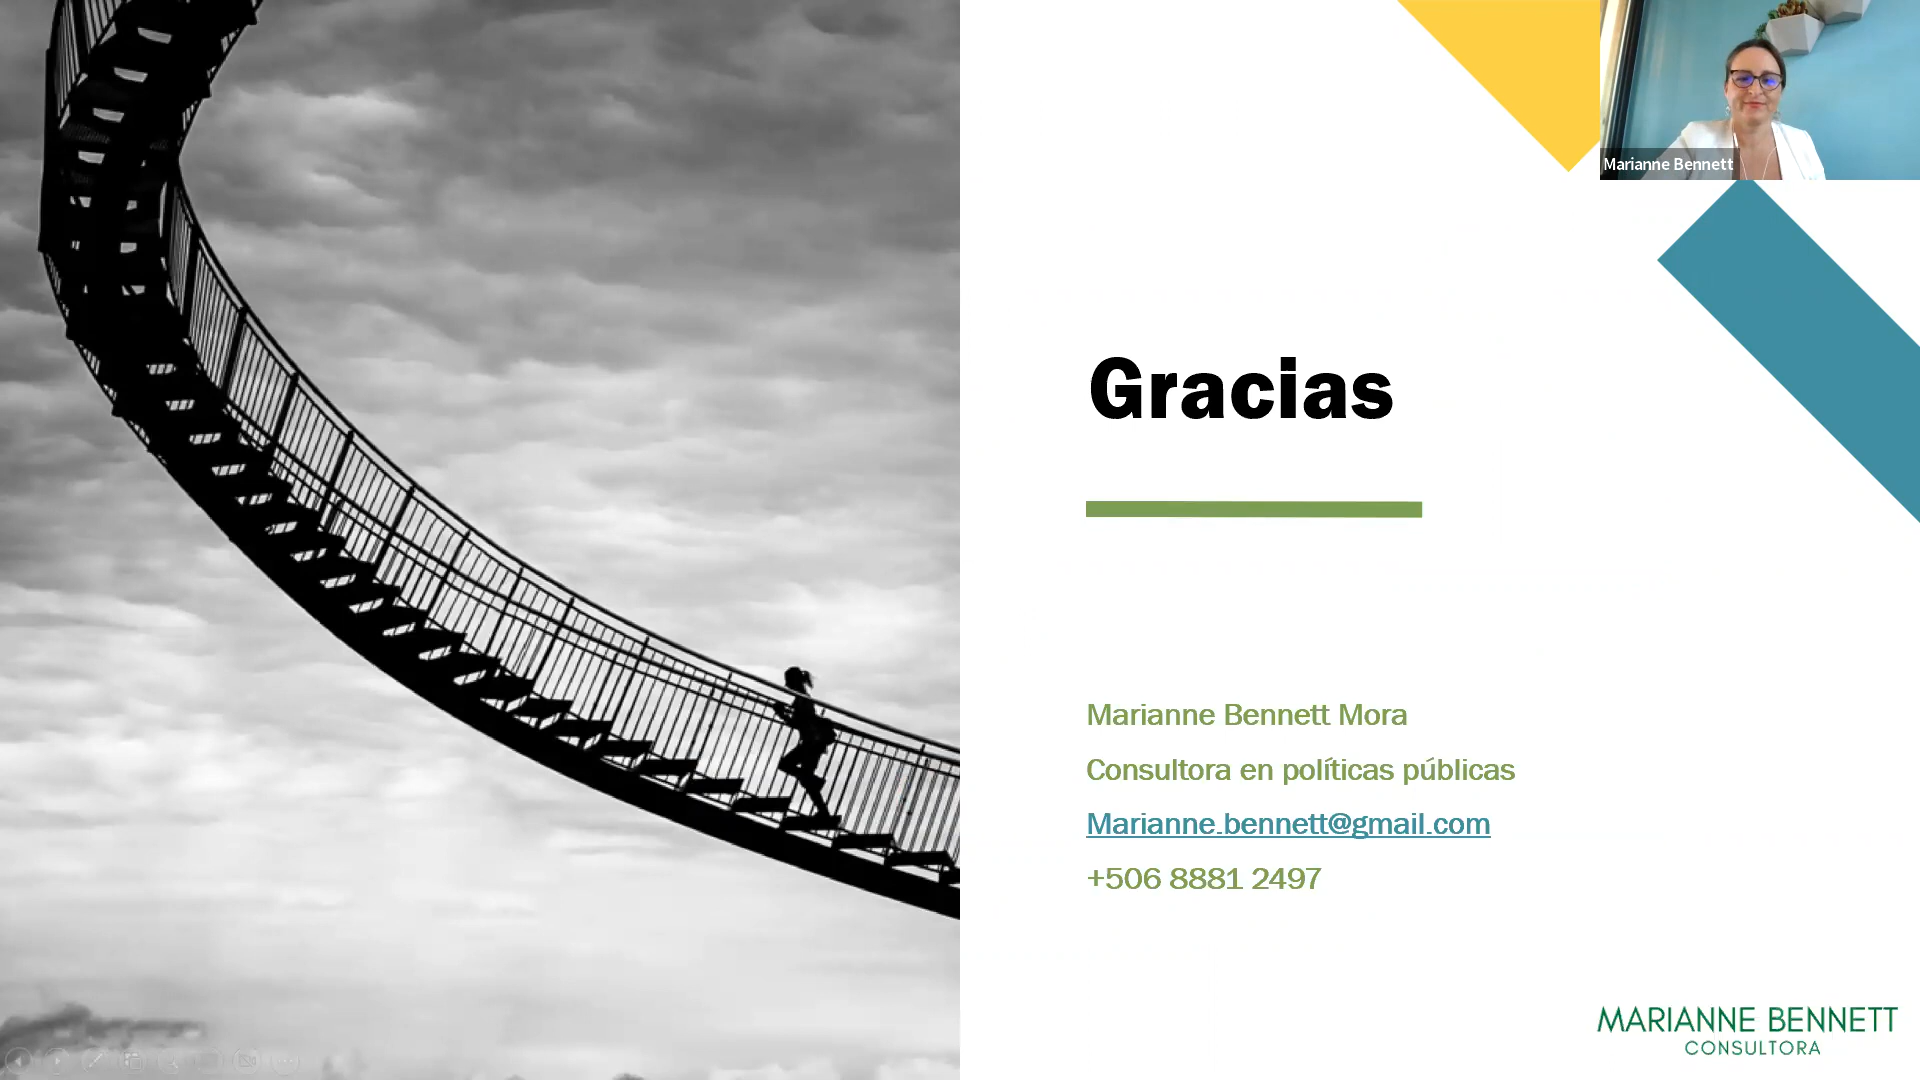 Marianne Bennett
Gracias
Marianne Bennett Mora
Consultora en políticas públicas
Marianne.bennett@gmail.com
+506 8881 2497
MARIANNE BENNETT
CONSULTORA